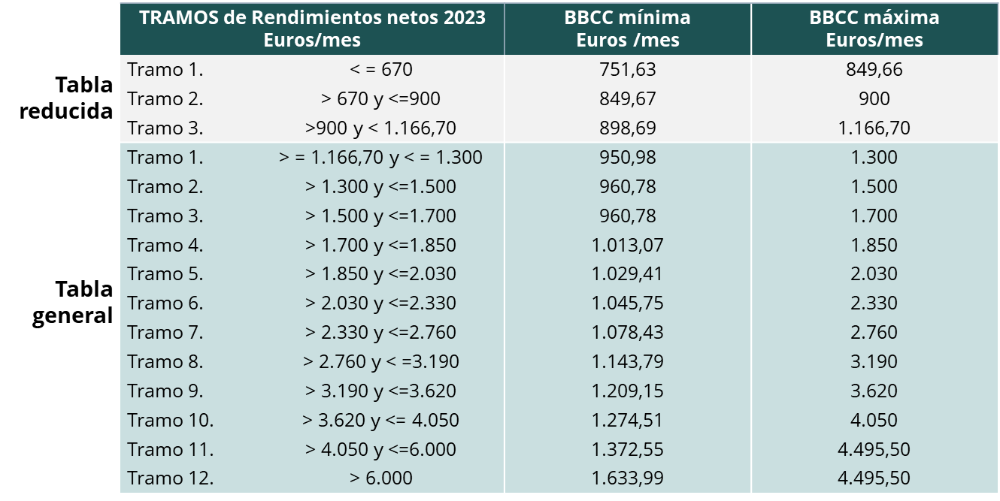 TRAMOS de Rendimientos netos 2023 Euros/mes BBCC mínima Euros /mes BBCC máxima Euros/mes
Tabla reducida
Tramo 1. < = 670 751,63 849,66
Tramo 2. > 670 y <=900 849,67 900
Tramo 3. >900 y < 1.166,70 898,69 1.166,70
Tabla general
Tramo 1. > = 1.166,70 y < = 1.300 950,98 1.300
Tramo 2. > 1.300 y <=1.500 960,78 1.500
Tramo 3. > 1.500 y <=1.700 960,78 1.700
Tramo 4. > 1.700 y <=1.850 1.013,07 1.850
Tramo 5. > 1.850 y <=2.030 1.029,41 2.030
Tramo 6. > 2.030 y <=2.330 1.045,75 2.330
Tramo 7. > 2.330 y <=2.760 1.078,43 2.760
Tramo 8. > 2.760 y < =3.190 1.143,79 3.190
Tramo 9. > 3.190 y <=3.620 1.209,15 3.620
Tramo 10. > 3.620 y <= 4.050 1.274,51 4.050
Tramo 11. > 4.050 y <=6.000 1.372,55 4.495,50
Tramo 12. > 6.000 1.633,99 4.495,50